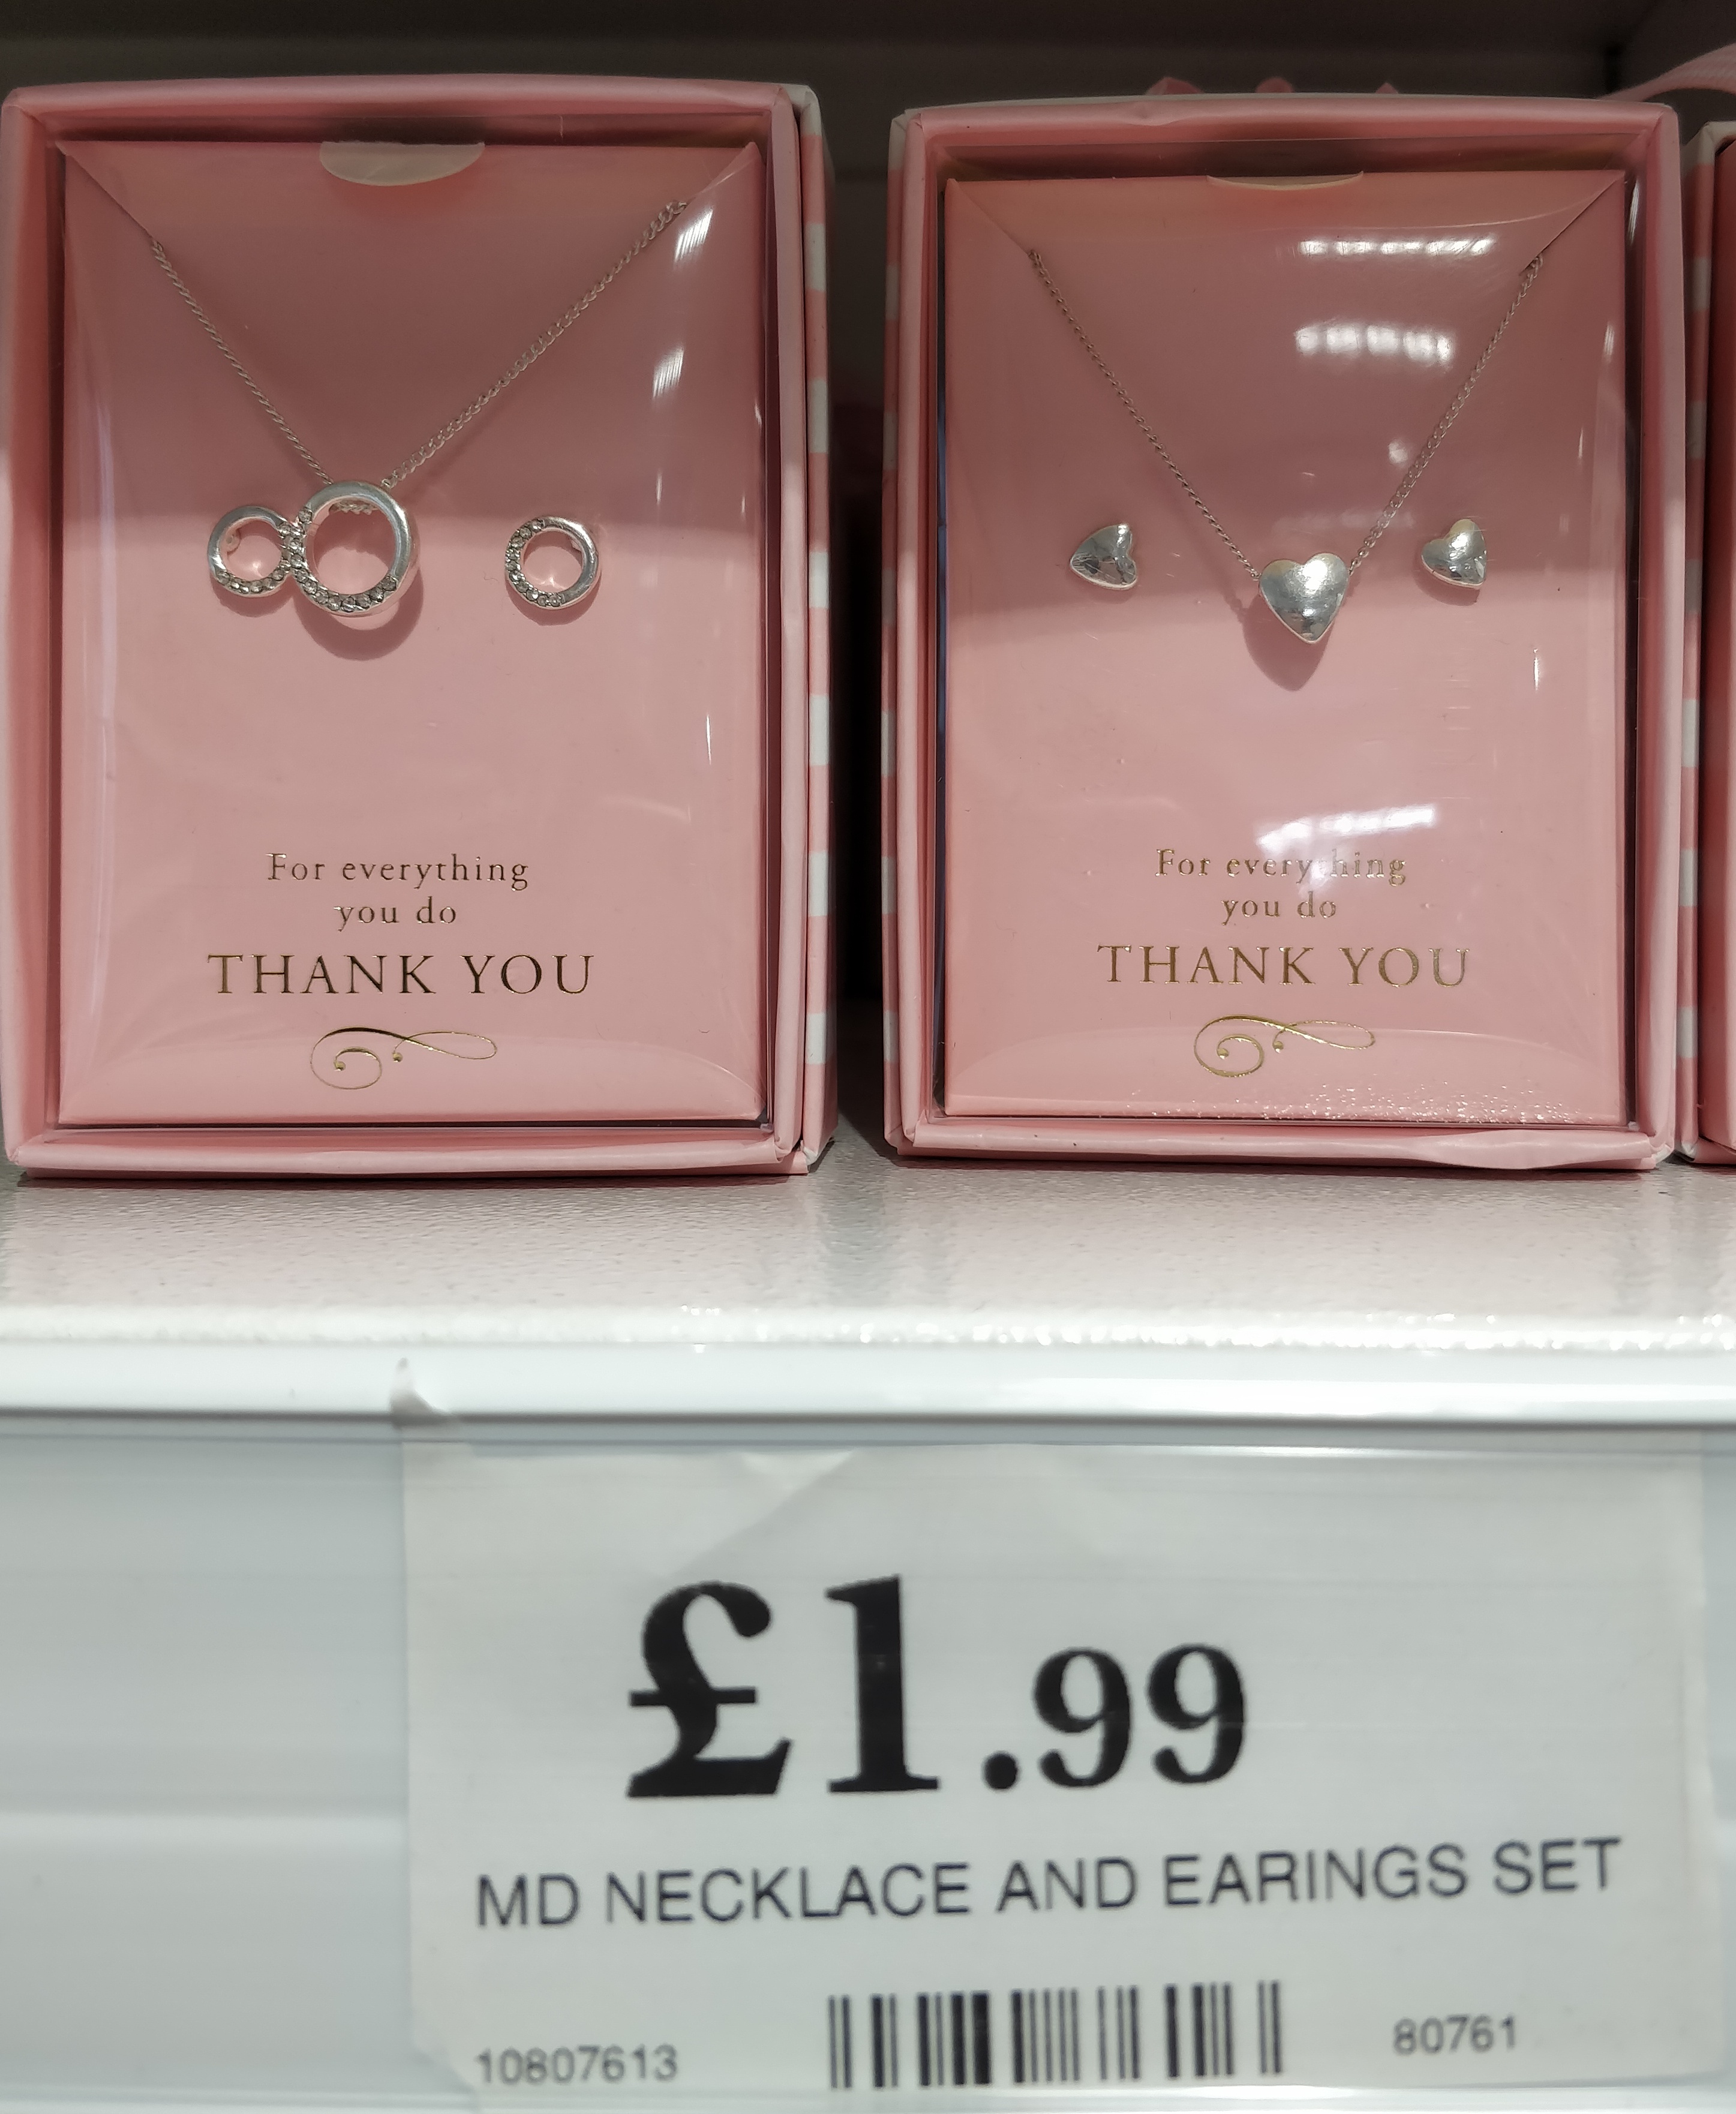 For everything
you do
THANK YOU
For everything
you do
THANK YOU
£1.99
MD NECKLACE AND EARINGS SET
10807613
80761